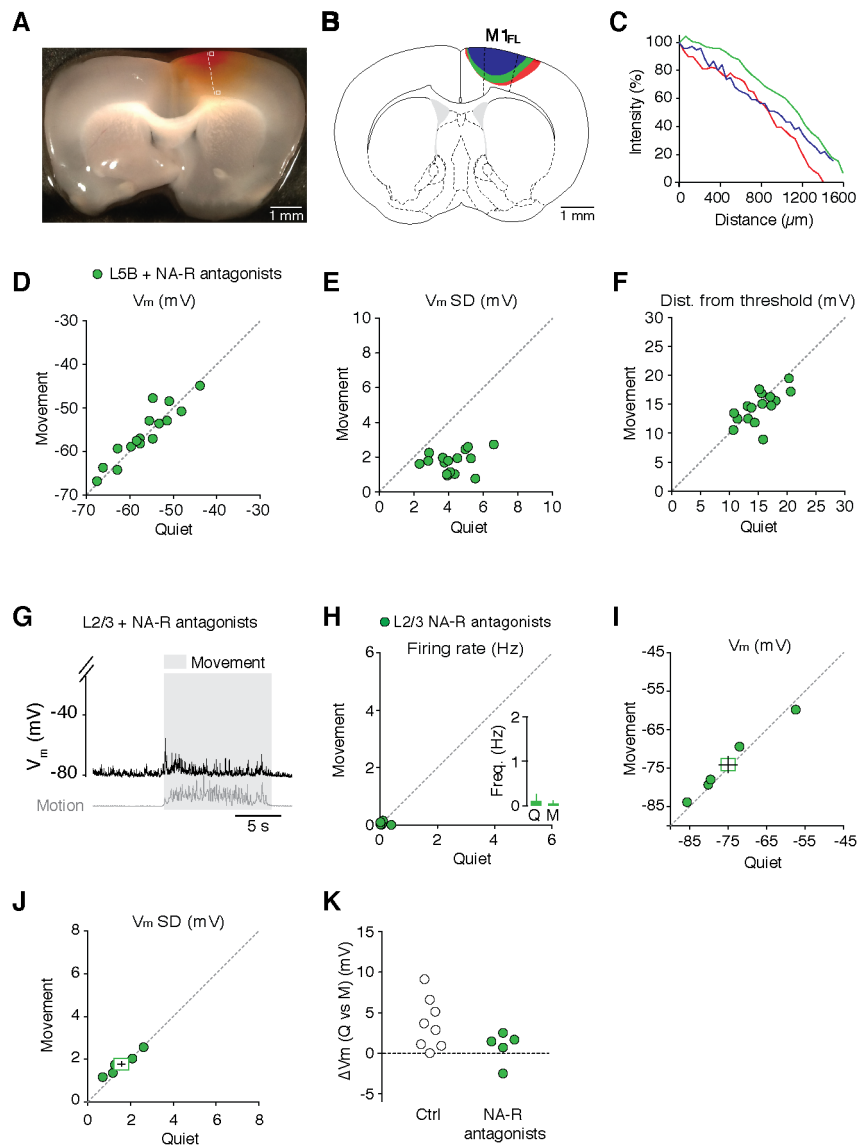 A
1 mm
B
M1FL
1 mm
C
Intensity (%)
100
80
60
40
20
0
0 400 800 1200 1600
Distance (µm)
D
L5B + NA-R antagonists
Vm (mV)
Movement
-30
-40
-50
-60
-70
-70 -60 -50 -40 -30
Quiet
E
Vm SD (mV)
Movement
10
8
6
4
2
0
0 2 4 6 8 10
Quiet
F
Dist. from threshold (mV)
Movement
30
25
20
15
10
5
0
0 5 10 15 20 25 30
Quiet
G
L2/3 + NA-R antagonists
Movement
Vm (mV)
-40
-80
Motion
5 s
H
L2/3 NA-R antagonists
Firing rate (Hz)
Movement
6
4
2
0
0 2 4 6
Quiet
Freq. (Hz)
2
1
0
Q M
I
Vm (mV)
Movement
-45
-55
-65
-75
-85
-85 -75 -65 -55 -45
Quiet
J
Vm SD (mV)
Movement
8
6
4
2
0
0 2 4 6 8
Quiet
K
ΔVm (Q vs M) (mV)
15
10
5
0
-5
Ctrl
NA-R
antagonists